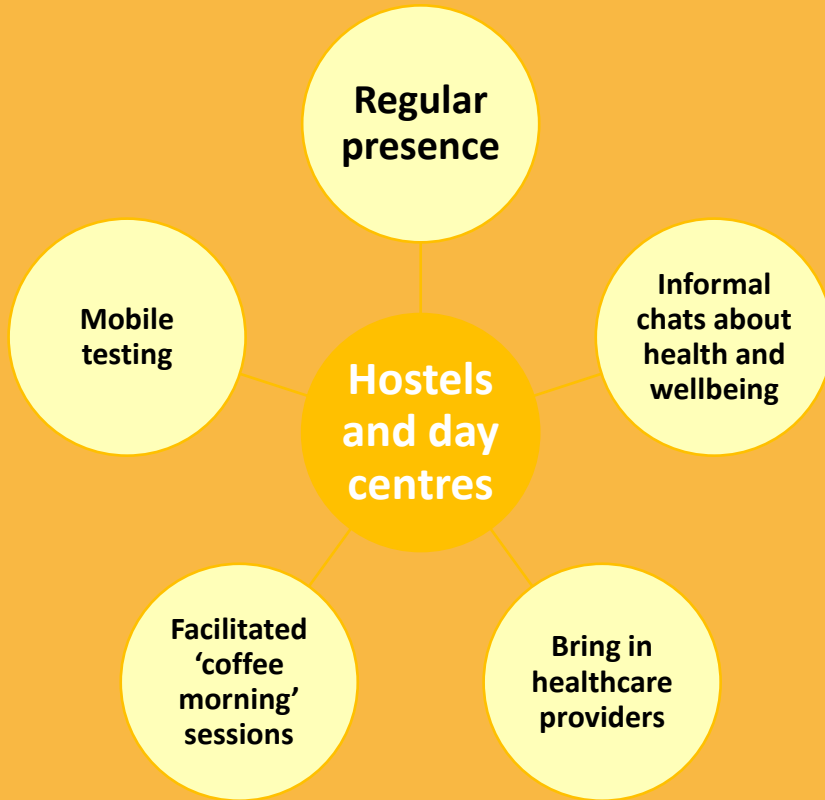 Regular
presence
Informal
chats about
health and
wellbeing
Mobile
testing
Hostels
and day
centres
Facilitated
‘coffee
morning’
sessions
Bring in
healthcare
providers